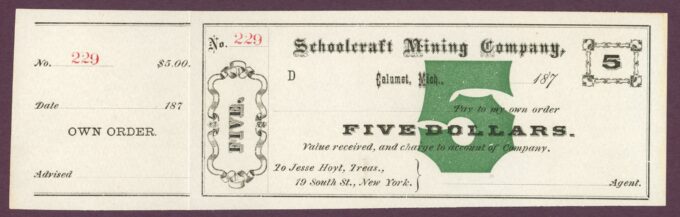 No. 229 $5.00.
Date 187
OWN ORDER.
Advised
No. 229
Schoolcraft Mining Company,
5
D Calumet, Mich., 187
5
FIVE.
Pay to my own order
FIVE DOLLARS.
Value received, and charge to account of Company.
To Jesse Hoyt, Treas.,
19 South St., New York.
Agent.